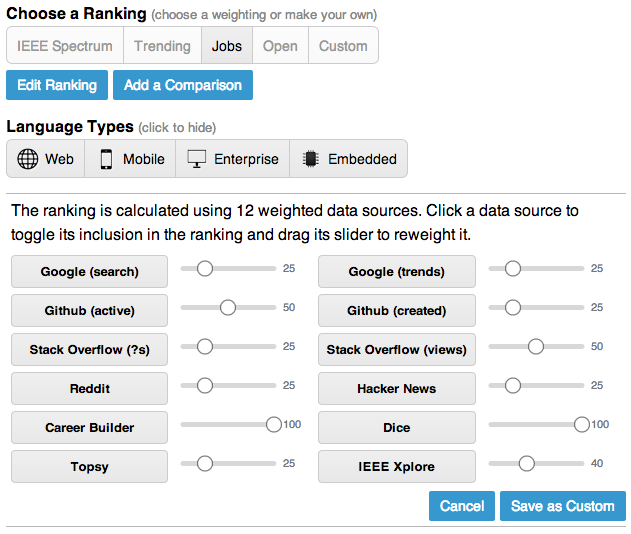 Choose a Ranking (choose a weighting or make your own)
IEEE Spectrum Trending Jobs Open Custom
Edit Ranking Add a Comparison
Language Types (click to hide)
Web Mobile Enterprise Embedded
The ranking is calculated using 12 weighted data sources. Click a data source to
toggle its inclusion in the ranking and drag its slider to reweight it.
Google (search) 25 Google (trends) 25
Github (active) 50 Github (created) 25
Stack Overflow (?s) 25 Stack Overflow (views) 50
Reddit 25 Hacker News 25
Career Builder 100 Dice 100
Topsy 25 IEEE Xplore 40
Cancel Save as Custom